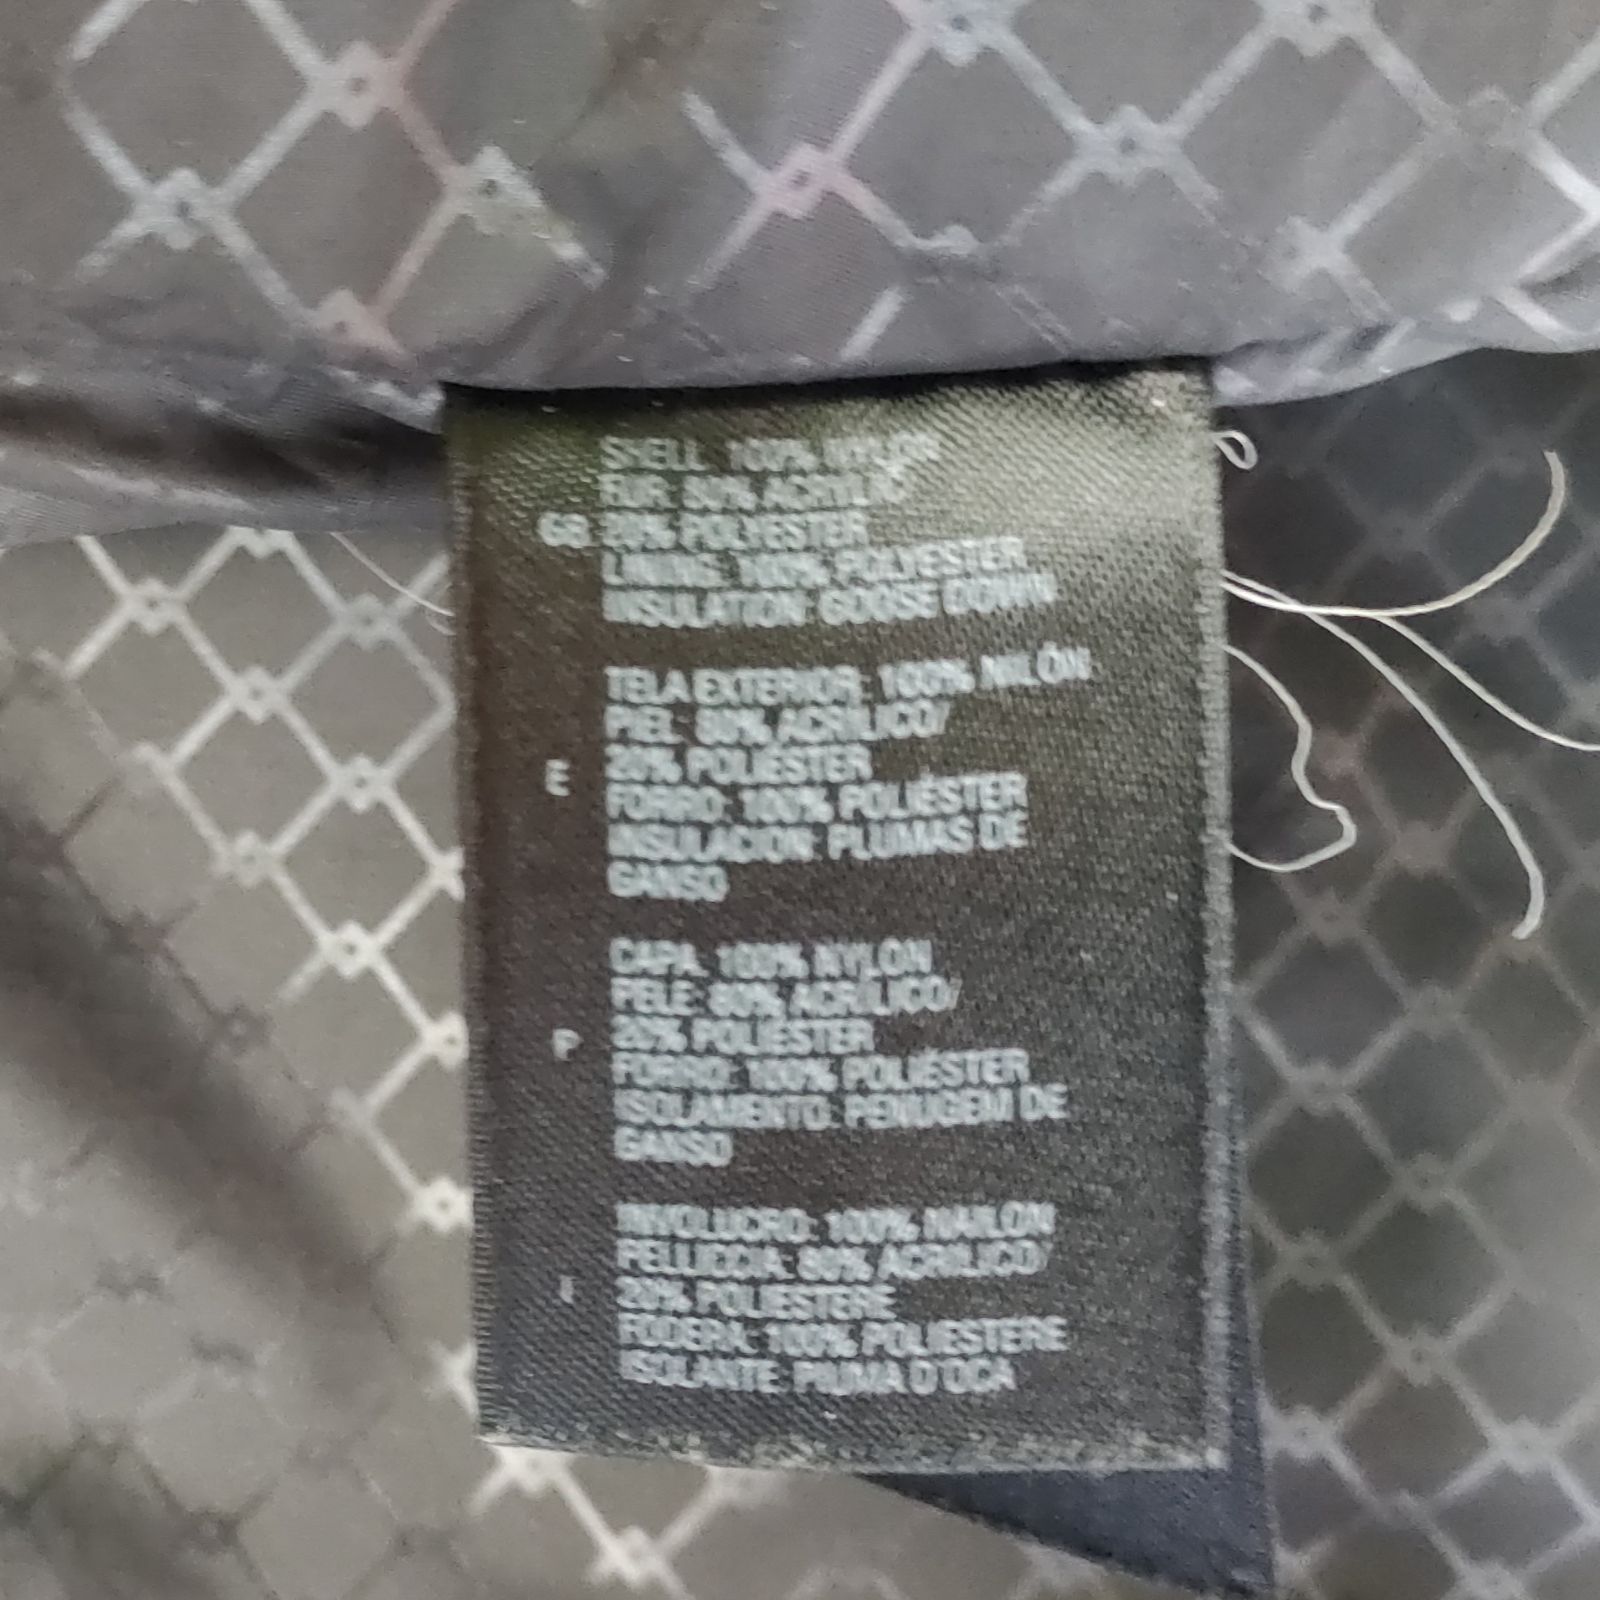 SHELL: 100% NYLON
FUR: 80% ACRYLIC/
GB 20% POLYESTER
LINING: 100% POLYESTER
INSULATION: GOOSE DOWN
TELA EXTERIOR: 100% NILÓN
PIEL: 80% ACRÍLICO/
E 20% POLIÉSTER
FORRO: 100% POLIÉSTER
INSULACION: PLUMAS DE
GANSO
CAPA: 100% NYLON
PELE: 80% ACRÍLICO/
P 20% POLIÉSTER
FORRO: 100% POLIÉSTER
ISOLAMENTO: PENUGEM DE
GANSO
INVOLUCRO: 100% NAILON
PELLICCIA: 80% ACRILICO/
I 20% POLIESTERE
FODERA: 100% POLIESTERE
ISOLANTE: PIUMA D'OCA